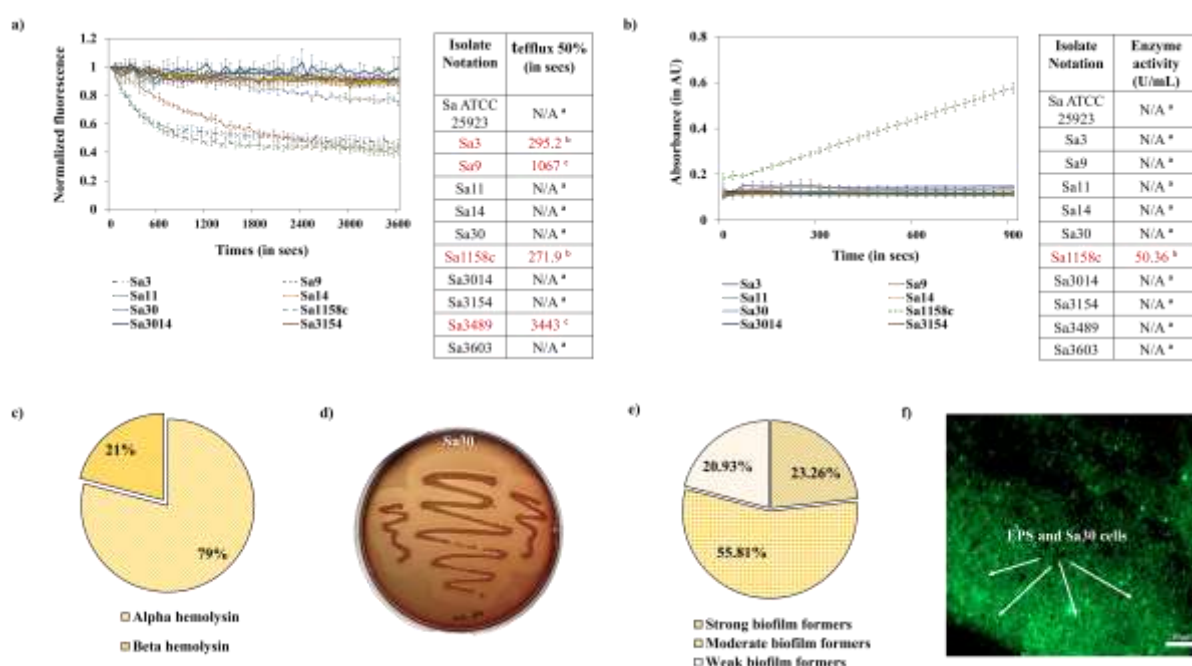 a)
1.2
1
0.8
0.6
0.4
0.2
0
Normalized fluorescence
0 600 1200 1800 2400 3000 3600
Times (in secs)
Sa3 Sa9
Sa11 Sa14
Sa30 Sa1158c
Sa3014 Sa3154
Isolate Notation tefflux 50% (in secs)
Sa ATCC 25923 N/A a
Sa3 295.2 b
Sa9 1067 c
Sa11 N/A a
Sa14 N/A a
Sa30 N/A a
Sa1158c 271.9 b
Sa3014 N/A a
Sa3154 N/A a
Sa3489 3443 c
Sa3603 N/A a
b)
0.8
0.6
0.4
0.2
0
Absorbance (in AU)
0 300 600 900
Time (in secs)
Sa3 Sa9
Sa11 Sa14
Sa30 Sa1158c
Sa3014 Sa3154
Isolate Notation Enzyme activity (U/mL)
Sa ATCC 25923 N/A a
Sa3 N/A a
Sa9 N/A a
Sa11 N/A a
Sa14 N/A a
Sa30 N/A a
Sa1158c 50.36 b
Sa3014 N/A a
Sa3154 N/A a
Sa3489 N/A a
Sa3603 N/A a
c)
21%
79%
Alpha hemolysin
Beta hemolysin
d)
Sa30
e)
20.93% 23.26%
55.81%
Strong biofilm formers
Moderate biofilm formers
Weak biofilm formers
f)
EPS and Sa30 cells